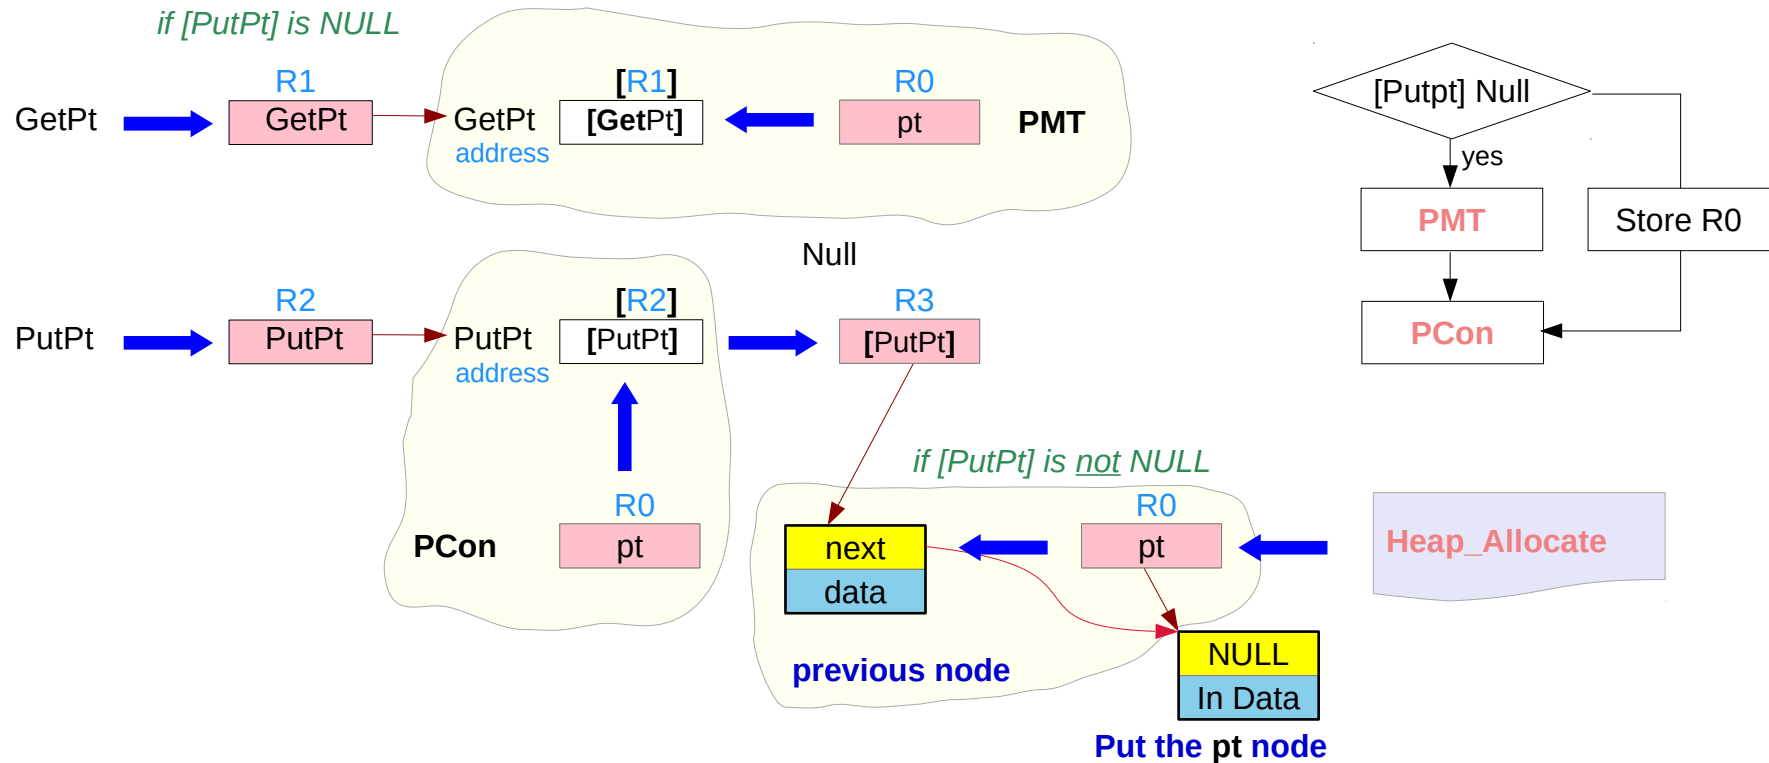 if [PutPt] is NULL
R1
[R1]
R0
GetPt
GetPt
GetPt
address
[GetPt]
pt
PMT
Null
R2
[R2]
R3
PutPt
PutPt
PutPt
address
[PutPt]
[PutPt]
R0
PCon
pt
if [PutPt] is not NULL
R0
next
data
pt
Heap_Allocate
previous node
NULL
In Data
Put the pt node
[Putpt] Null
yes
PMT
Store R0
PCon